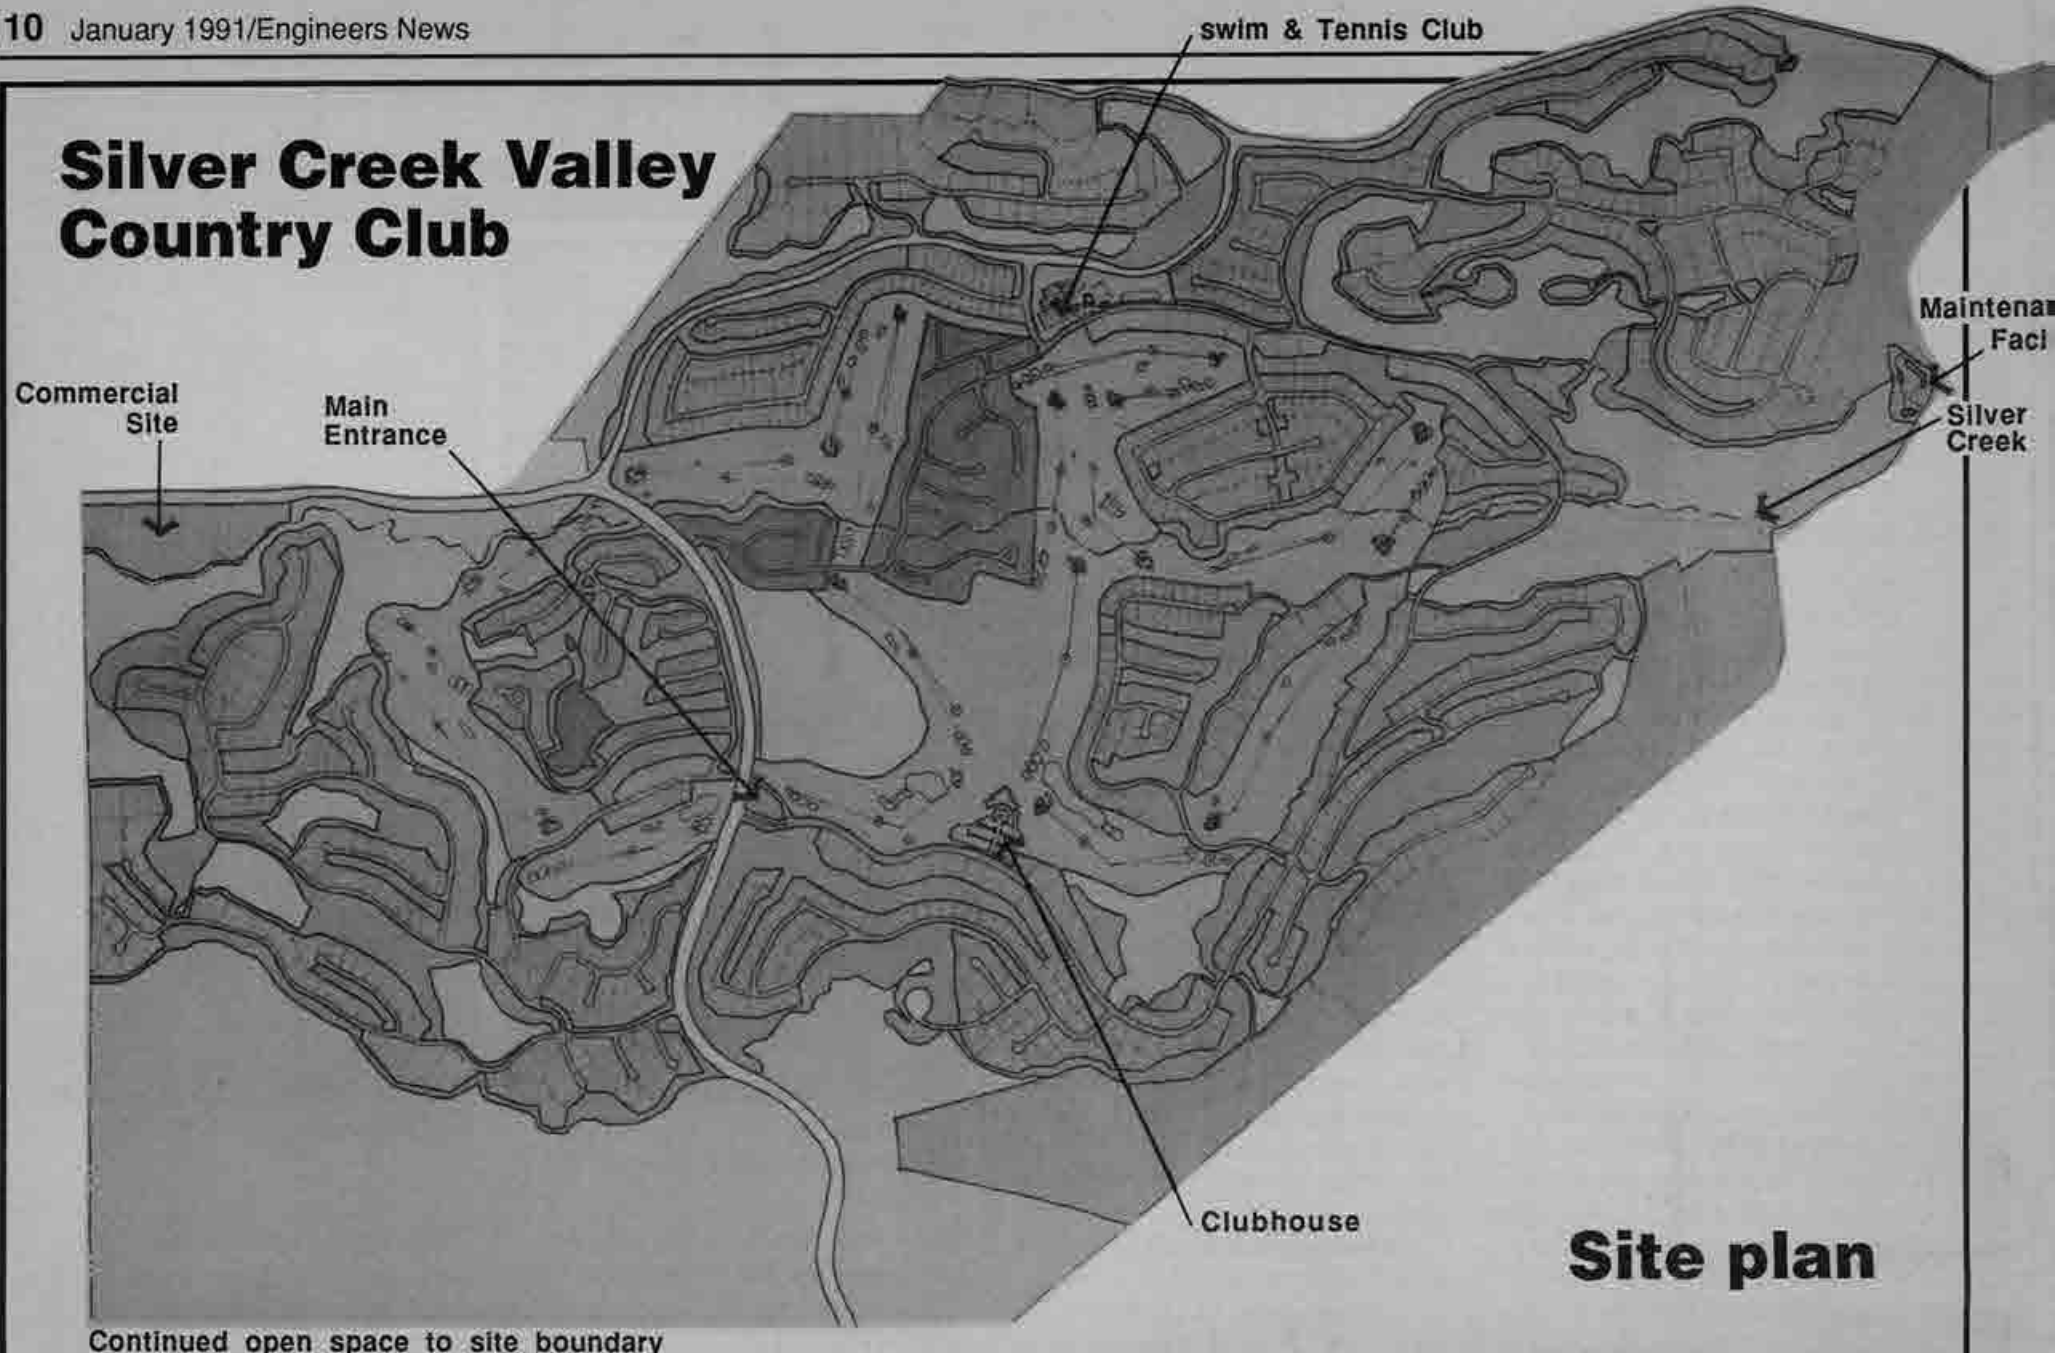 10 January 1991/Engineers News
swim & Tennis Club
Silver Creek Valley
Country Club
Commercial
Site
Main
Entrance
Silver
Creek
Clubhouse
Site plan
Continued open space to site boundary